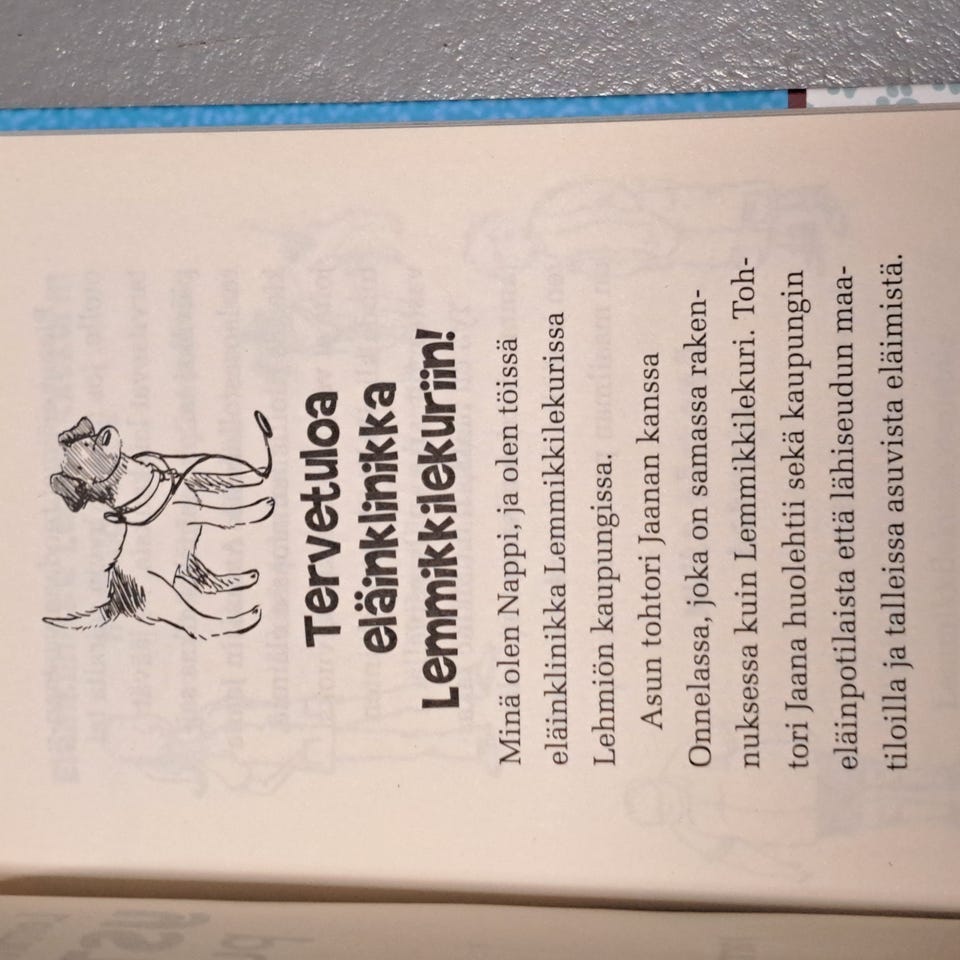 Tervetuloa
eläinklinikka
Lemmikkilekuriin!
Minä olen Nappi, ja olen töissä
eläinklinikka Lemmikkilekurissa
Lehmiön kaupungissa.
Asun tohtori Jaanan kanssa
Onnelassa, joka on samassa raken-
nuksessa kuin Lemmikkilekuri. Toh-
tori Jaana huolehtii sekä kaupungin
eläinpotilaista että lähiseudun maa-
tiloilla ja talleissa asuvista eläimistä.